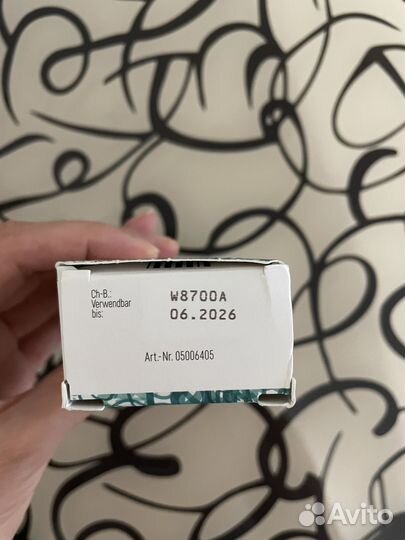 Ch-B.: W8700A
Verwendbar
bis: 06.2026
Art.-Nr. 05006405
Avito